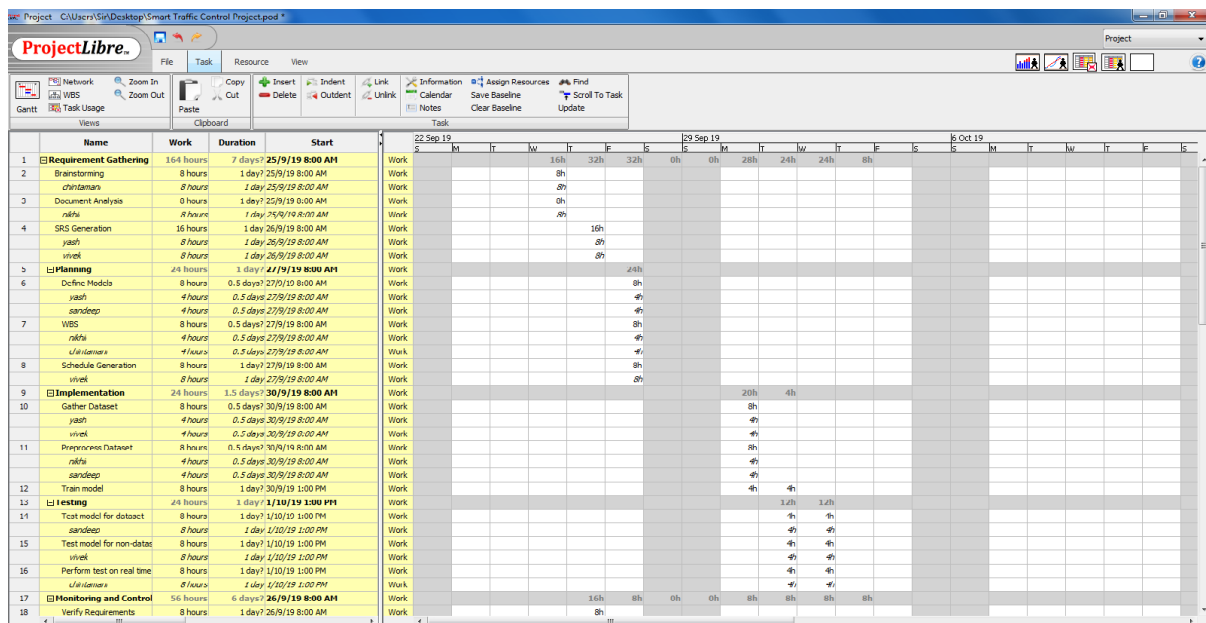 Project C:\Users\Sir\Desktop\Smart Traffic Control Project.pod *
ProjectLibre
Project
File Task Resource View
Network Zoom In Copy Insert Indent Link Information Assign Resources Find
WBS Zoom Out Cut Delete Outdent Unlink Calendar Save Baseline Scroll To Task
Gantt Task Usage Paste Notes Clear Baseline Update
Views Clipboard Task
Name Work Duration Start 22 Sep 19 29 Sep 19 6 Oct 19
S M T W T F S S M T W T F S S M T W T F S
1 Requirement Gathering 164 hours 7 days? 25/9/19 8:00 AM Work 16h 32h 32h 0h 0h 28h 24h 24h 8h
2 Brainstorming 8 hours 1 day? 25/9/19 8:00 AM Work 8h
chintamani 8 hours 1 day 25/9/19 8:00 AM Work 8h
3 Document Analysis 8 hours 1 day? 25/9/19 8:00 AM Work 8h
nikhil 8 hours 1 day 25/9/19 8:00 AM Work 8h
4 SRS Generation 16 hours 1 day 26/9/19 8:00 AM Work 16h
yash 8 hours 1 day 26/9/19 8:00 AM Work 8h
vivek 8 hours 1 day 26/9/19 8:00 AM Work 8h
5 Planning 24 hours 1 day? 27/9/19 8:00 AM Work 24h
6 Define Models 8 hours 0.5 days? 27/9/19 8:00 AM Work 8h
yash 4 hours 0.5 days 27/9/19 8:00 AM Work 4h
sandeep 4 hours 0.5 days 27/9/19 8:00 AM Work 4h
7 WBS 8 hours 0.5 days? 27/9/19 8:00 AM Work 8h
nikhil 4 hours 0.5 days 27/9/19 8:00 AM Work 4h
chintamani 4 hours 0.5 days 27/9/19 8:00 AM Work 4h
8 Schedule Generation 8 hours 1 day? 27/9/19 8:00 AM Work 8h
vivek 8 hours 1 day 27/9/19 8:00 AM Work 8h
9 Implementation 24 hours 1.5 days? 30/9/19 8:00 AM Work 20h 4h
10 Gather Dataset 8 hours 0.5 days? 30/9/19 8:00 AM Work 8h
yash 4 hours 0.5 days 30/9/19 8:00 AM Work 4h
vivek 4 hours 0.5 days 30/9/19 8:00 AM Work 4h
11 Preprocess Dataset 8 hours 0.5 days? 30/9/19 8:00 AM Work 8h
nikhil 4 hours 0.5 days 30/9/19 8:00 AM Work 4h
sandeep 4 hours 0.5 days 30/9/19 8:00 AM Work 4h
12 Train model 8 hours 1 day? 30/9/19 1:00 PM Work 4h 4h
13 Testing 24 hours 1 day? 1/10/19 1:00 PM Work 12h 12h
14 Test model for dataset 8 hours 1 day? 1/10/19 1:00 PM Work 4h 4h
sandeep 8 hours 1 day 1/10/19 1:00 PM Work 4h 4h
15 Test model for non-datas 8 hours 1 day? 1/10/19 1:00 PM Work 4h 4h
vivek 8 hours 1 day 1/10/19 1:00 PM Work 4h 4h
16 Perform test on real time 8 hours 1 day? 1/10/19 1:00 PM Work 4h 4h
chintamani 8 hours 1 day 1/10/19 1:00 PM Work 4h 4h
17 Monitoring and Control 56 hours 6 days? 26/9/19 8:00 AM Work 16h 8h 0h 0h 8h 8h 8h 8h
18 Verify Requirements 8 hours 1 day? 26/9/19 8:00 AM Work 8h